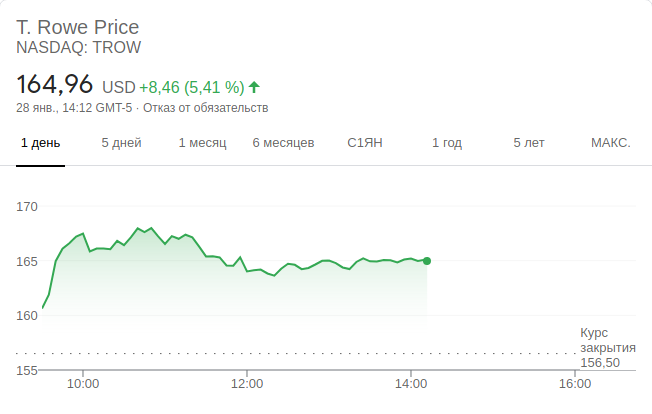 T. Rowe Price
NASDAQ: TROW
164,96 USD +8,46 (5,41 %)
28 янв., 14:12 GMT-5 · Отказ от обязательств
1 день 5 дней 1 месяц 6 месяцев С1ЯН 1 год 5 лет МАКС.
170
165
160
Курс
закрытия
156,50
155
10:00 12:00 14:00 16:00